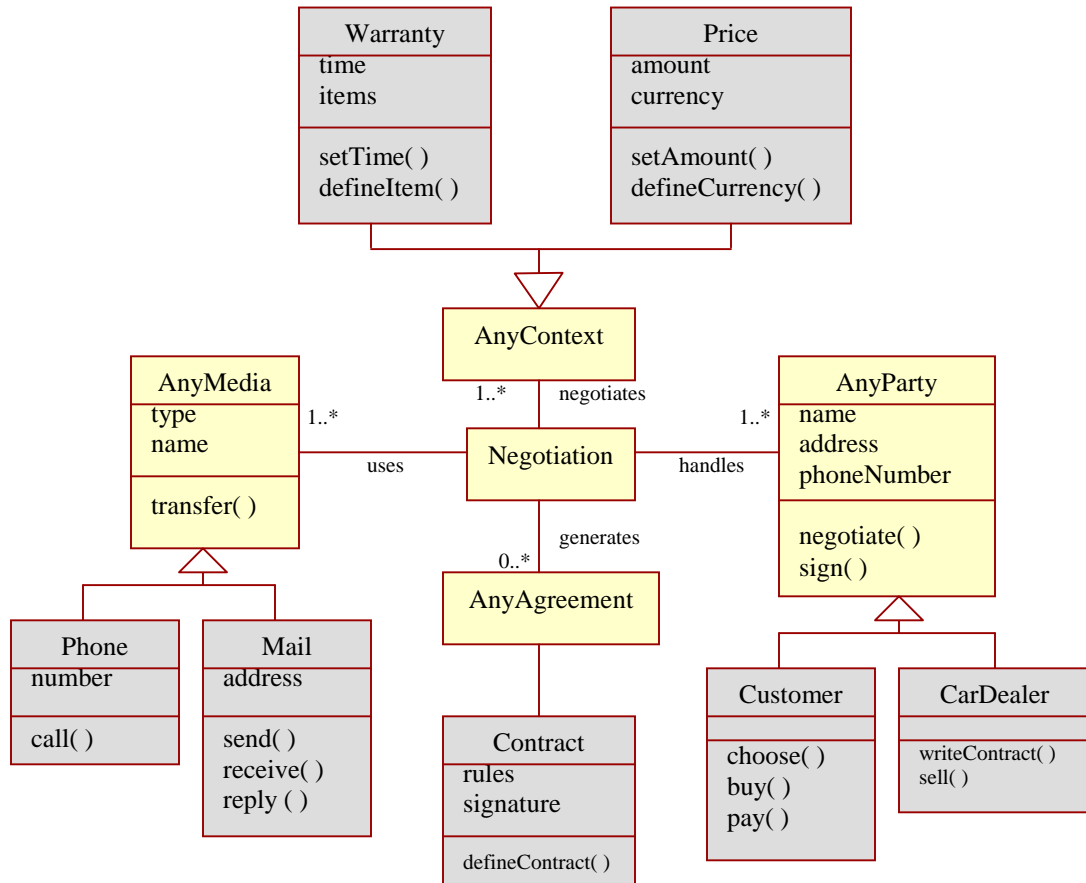 Warranty
time
items
setTime( )
defineItem( )
Price
amount
currency
setAmount( )
defineCurrency( )
AnyContext
1..*
negotiates
AnyMedia
type
name
transfer( )
1..*
uses
Negotiation
handles
1..*
AnyParty
name
address
phoneNumber
negotiate( )
sign( )
generates
0..*
AnyAgreement
Phone
number
call( )
Mail
address
send( )
receive( )
reply ( )
Contract
rules
signature
defineContract( )
Customer
choose( )
buy( )
pay( )
CarDealer
writeContract( )
sell( )